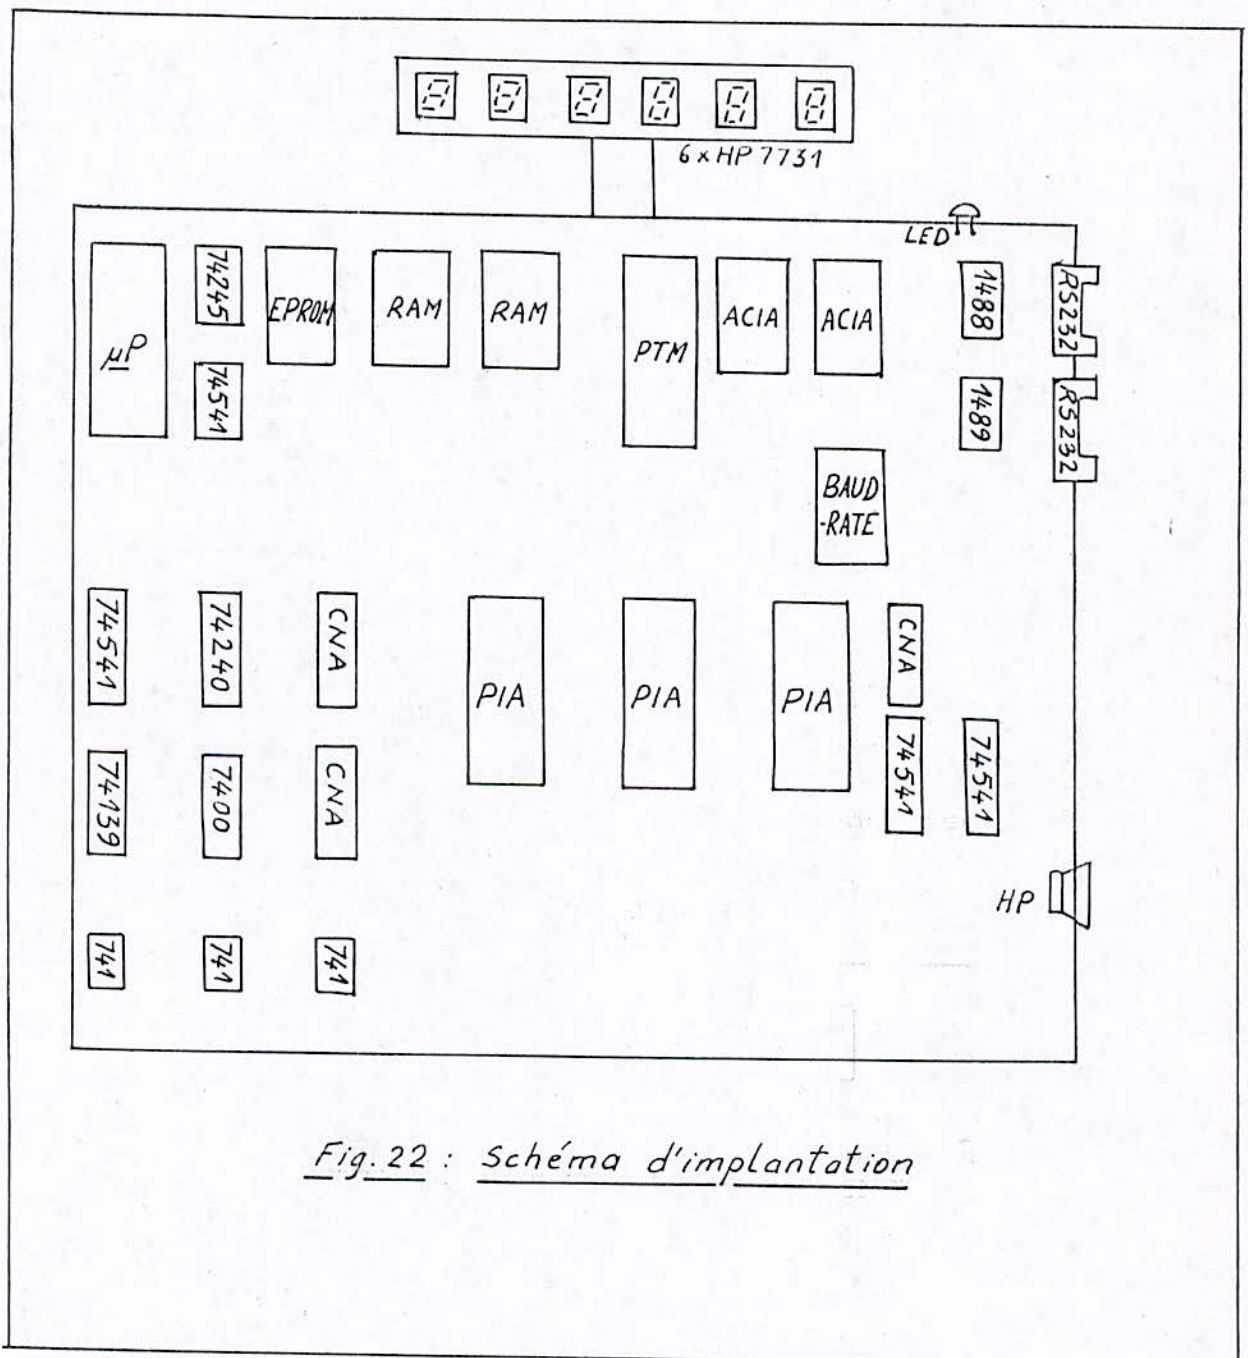 6 x HP 7731
LED
µP
74245
74541
EPROM
RAM
RAM
PTM
ACIA
ACIA
1488
1489
RS232
RS232
BAUD
-RATE
74541
74240
CNA
PIA
PIA
PIA
CNA
74541
74541
74139
7400
CNA
HP
741
741
741
Fig. 22 : Schéma d'implantation